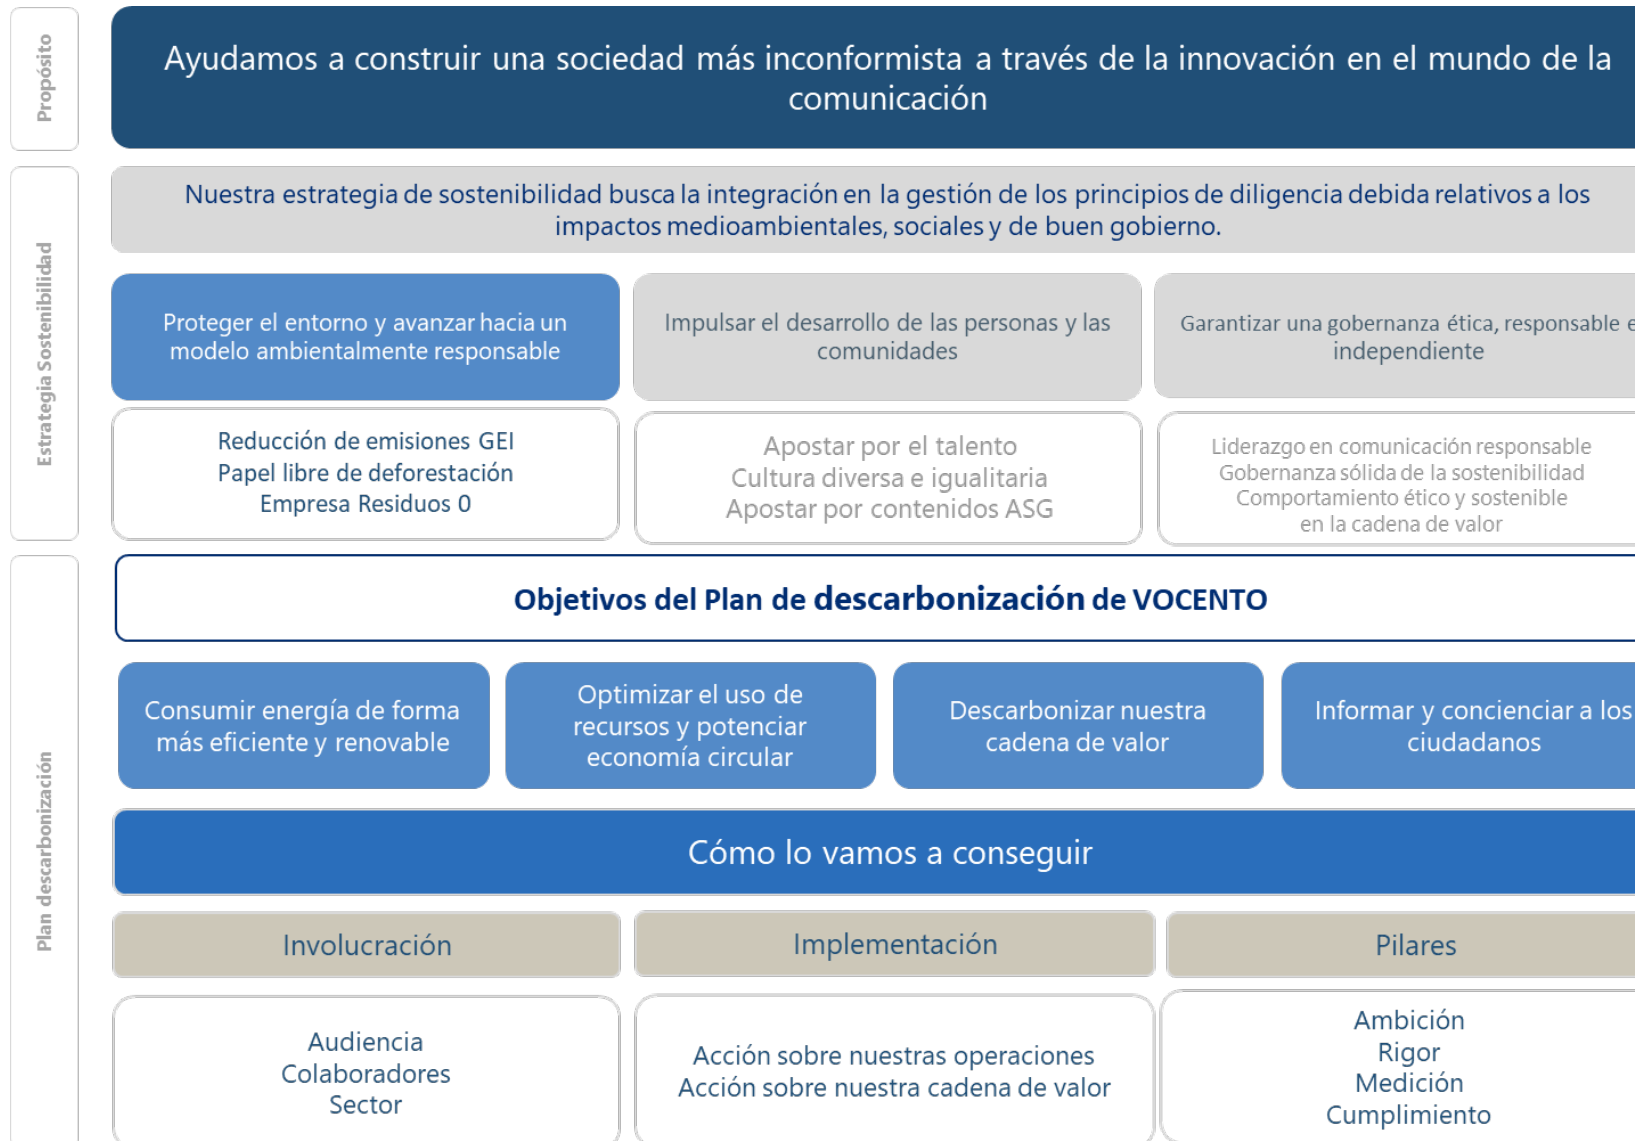 Propósito
Ayudamos a construir una sociedad más inconformista a través de la innovación en el mundo de la
comunicación
Estrategia Sostenibilidad
Nuestra estrategia de sostenibilidad busca la integración en la gestión de los principios de diligencia debida relativos a los
impactos medioambientales, sociales y de buen gobierno.
Proteger el entorno y avanzar hacia un
modelo ambientalmente responsable
Impulsar el desarrollo de las personas y las
comunidades
Garantizar una gobernanza ética, responsable e
independiente
Reducción de emisiones GEI
Papel libre de deforestación
Empresa Residuos 0
Apostar por el talento
Cultura diversa e igualitaria
Apostar por contenidos ASG
Liderazgo en comunicación responsable
Gobernanza sólida de la sostenibilidad
Comportamiento ético y sostenible
en la cadena de valor
Plan descarbonización
Objetivos del Plan de descarbonización de VOCENTO
Consumir energía de forma
más eficiente y renovable
Optimizar el uso de
recursos y potenciar
economía circular
Descarbonizar nuestra
cadena de valor
Informar y concienciar a los
ciudadanos
Cómo lo vamos a conseguir
Involucración
Implementación
Pilares
Audiencia
Colaboradores
Sector
Acción sobre nuestras operaciones
Acción sobre nuestra cadena de valor
Ambición
Rigor
Medición
Cumplimiento